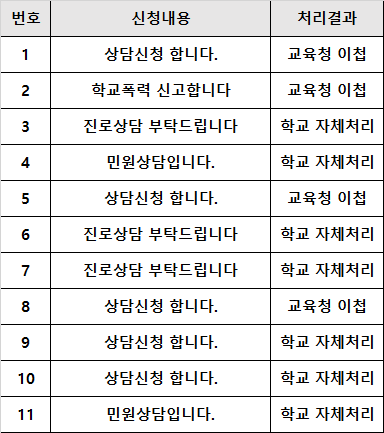 번호 신청내용 처리결과
1 상담신청 합니다. 교육청 이첩
2 학교폭력 신고합니다 교육청 이첩
3 진로상담 부탁드립니다 학교 자체처리
4 민원상담입니다. 학교 자체처리
5 상담신청 합니다. 교육청 이첩
6 진로상담 부탁드립니다 학교 자체처리
7 진로상담 부탁드립니다 학교 자체처리
8 상담신청 합니다. 교육청 이첩
9 상담신청 합니다. 학교 자체처리
10 상담신청 합니다. 학교 자체처리
11 민원상담입니다. 학교 자체처리